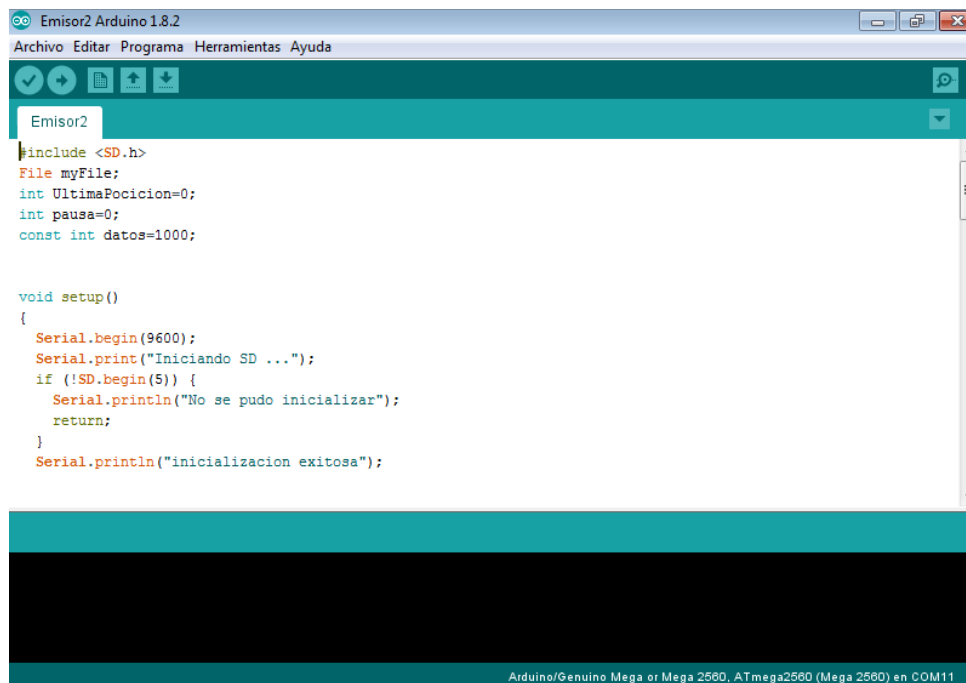 Emisor2 Arduino 1.8.2
Archivo Editar Programa Herramientas Ayuda
Emisor2
#include <SD.h>
File myFile;
int UltimaPocicion=0;
int pausa=0;
const int datos=1000;
void setup()
{
  Serial.begin(9600);
  Serial.print("Iniciando SD ...");
  if (!SD.begin(5)) {
    Serial.println("No se pudo inicializar");
    return;
  }
  Serial.println("inicializacion exitosa");
Arduino/Genuino Mega or Mega 2560, ATmega2560 (Mega 2560) en COM11